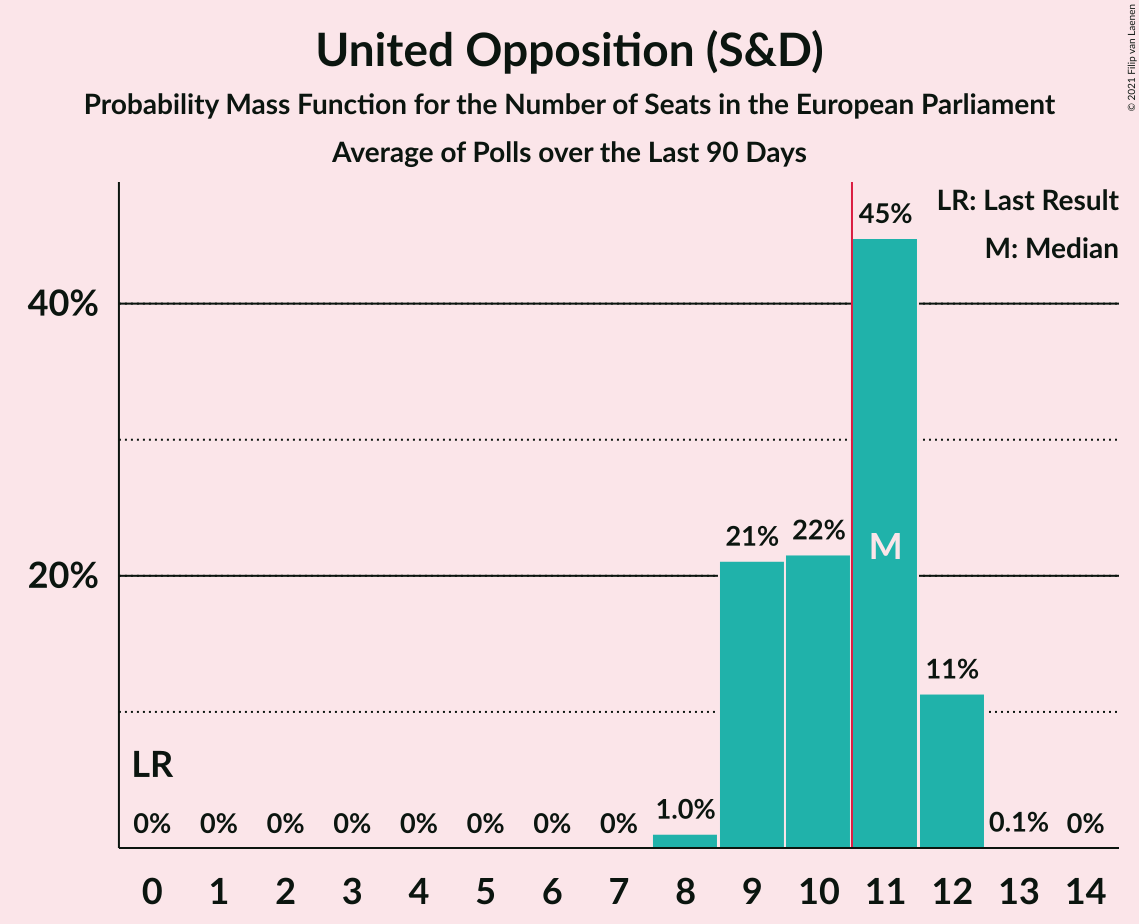 United Opposition (S&D)
Probability Mass Function for the Number of Seats in the European Parliament
Average of Polls over the Last 90 Days
© 2021 Filip van Laenen
LR: Last Result
M: Median
45%
40%
22%
21%
M
20%
11%
LR
1.0%
0% 0% 0% 0% 0% 0% 0% 0% 0.1% 0%
0 1 2 3 4 5 6 7 8 9 10 11 12 13 14